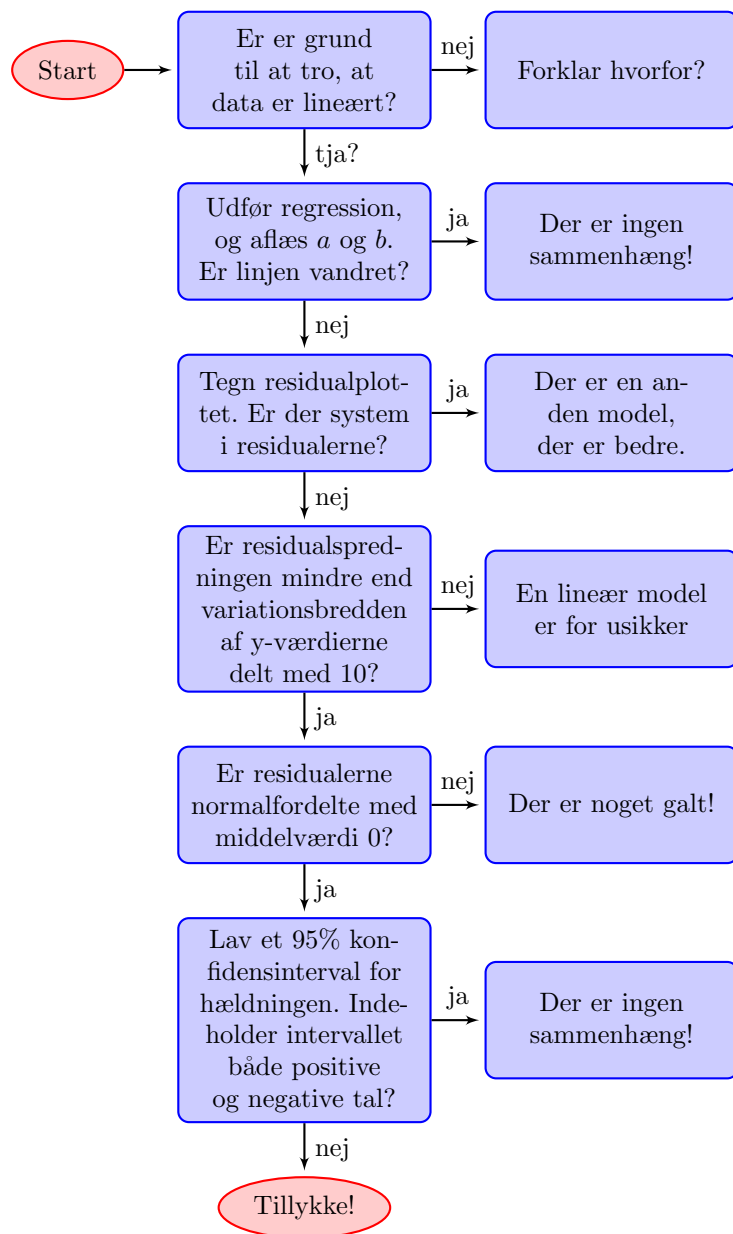 Start
Er er grund
til at tro, at
data er lineært?
nej
Forklar hvorfor?
tja?
Udfør regression,
og aflæs a og b.
Er linjen vandret?
ja
Der er ingen
sammenhæng!
nej
Tegn residualplot-
tet. Er der system
i residualerne?
ja
Der er en an-
den model,
der er bedre.
nej
Er residualspred-
ningen mindre end
variationsbredden
af y-værdierne
delt med 10?
nej
En lineær model
er for usikker
ja
Er residualerne
normalfordelte med
middelværdi 0?
nej
Der er noget galt!
ja
Lav et 95% kon-
fidensinterval for
hældningen. Inde-
holder intervallet
både positive
og negative tal?
ja
Der er ingen
sammenhæng!
nej
Tillykke!